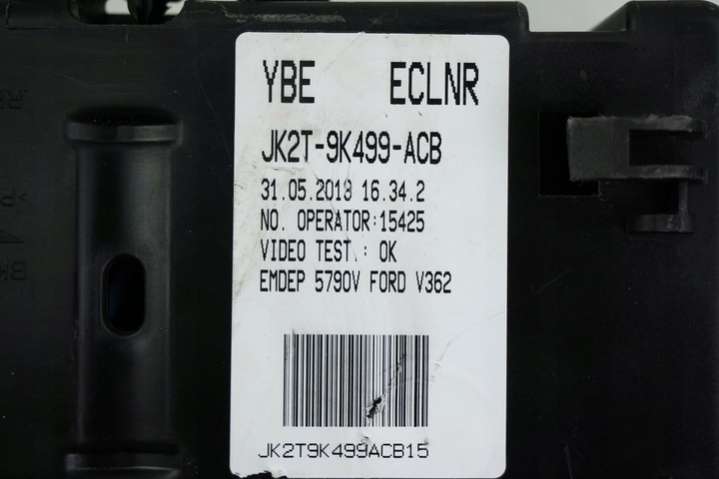 YBE ECLNR
JK2T-9K499-ACB
31.05.2018 16.34.2
NO. OPERATOR:15425
VIDEO TEST.: OK
EMDEP 5790V FORD V362
JK2T9K499ACB15